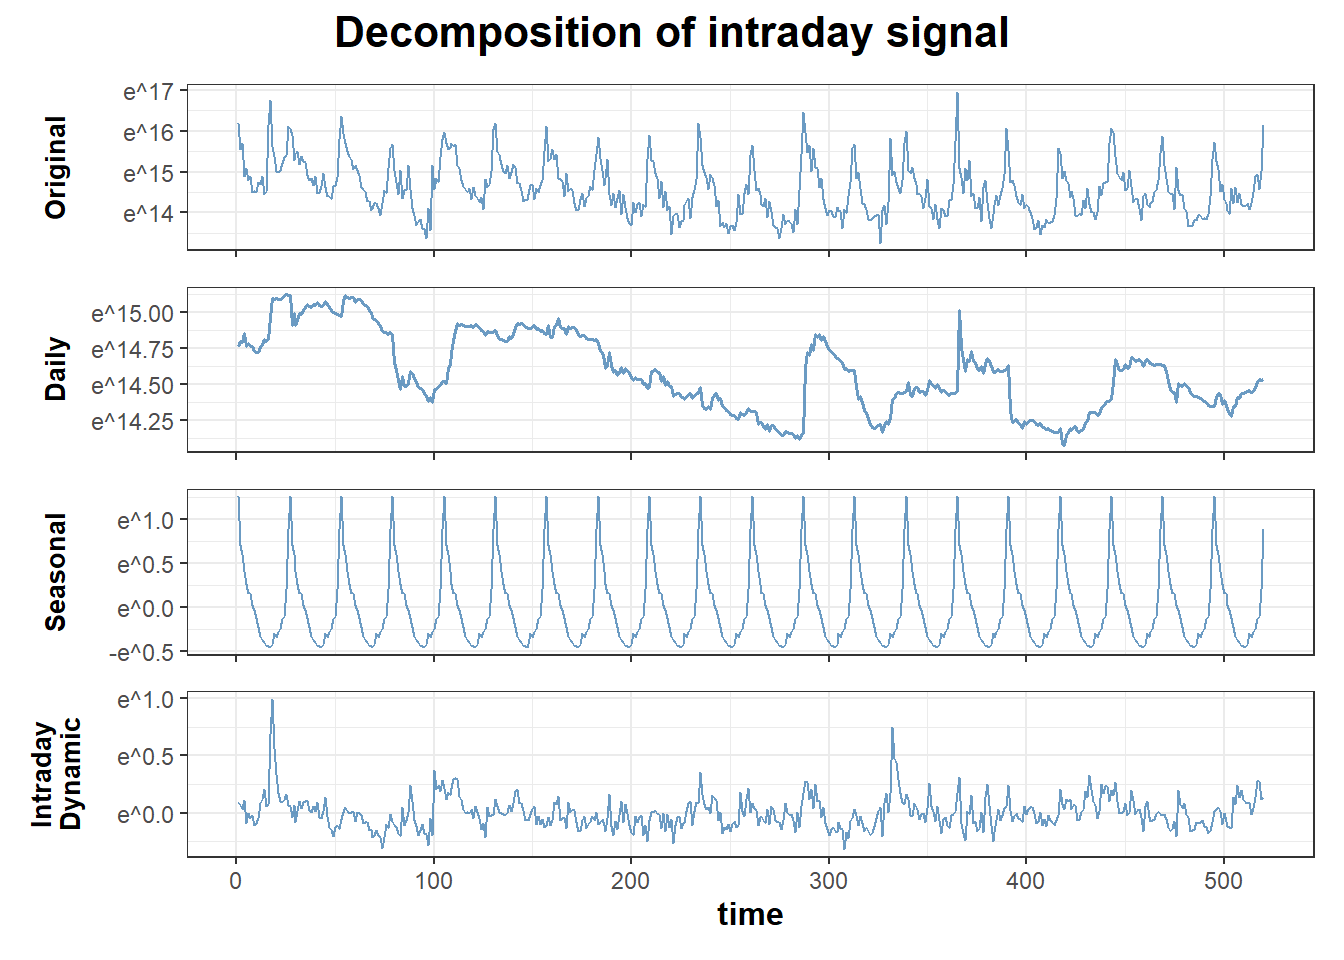 Decomposition of intraday signal
Original
e^17
e^16
e^15
e^14
Daily
e^15.00
e^14.75
e^14.50
e^14.25
Seasonal
e^1.0
e^0.5
e^0.0
-e^0.5
Intraday
Dynamic
e^1.0
e^0.5
e^0.0
0 100 200 300 400 500
time